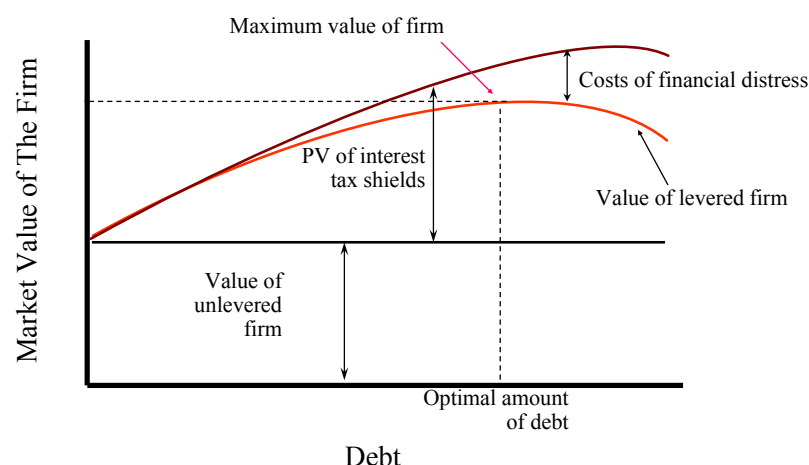 Maximum value of firm
Costs of financial distress
Market Value of The Firm
PV of interest
tax shields
Value of levered firm
Value of
unlevered
firm
Optimal amount
of debt
Debt